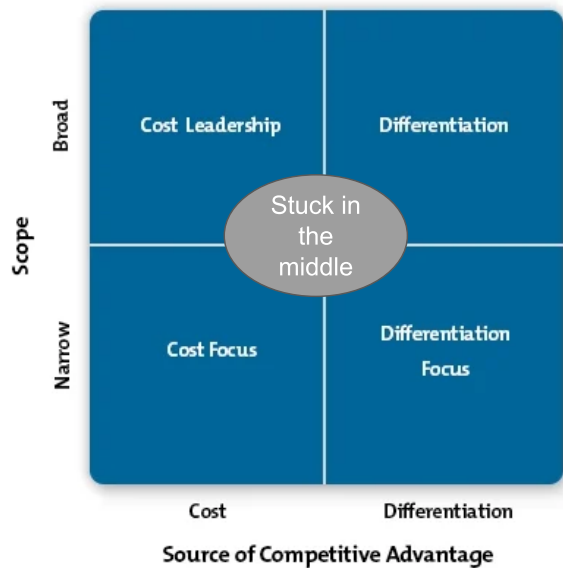 Broad
Cost Leadership
Differentiation
Stuck in
the
middle
Scope
Narrow
Cost Focus
Differentiation
Focus
Cost
Differentiation
Source of Competitive Advantage